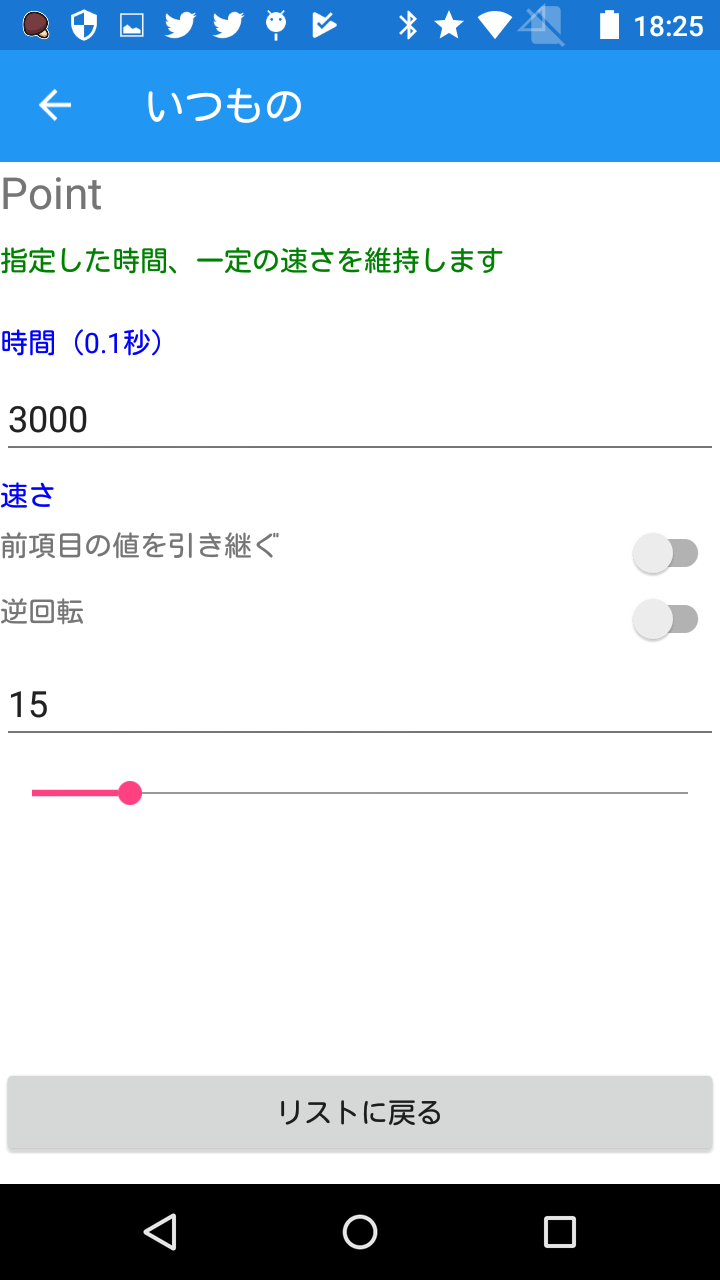 18:25
いつもの
Point
指定した時間、一定の速さを維持します
時間（0.1秒）
3000
速さ
前項目の値を引き継ぐ
逆回転
15
リストに戻る